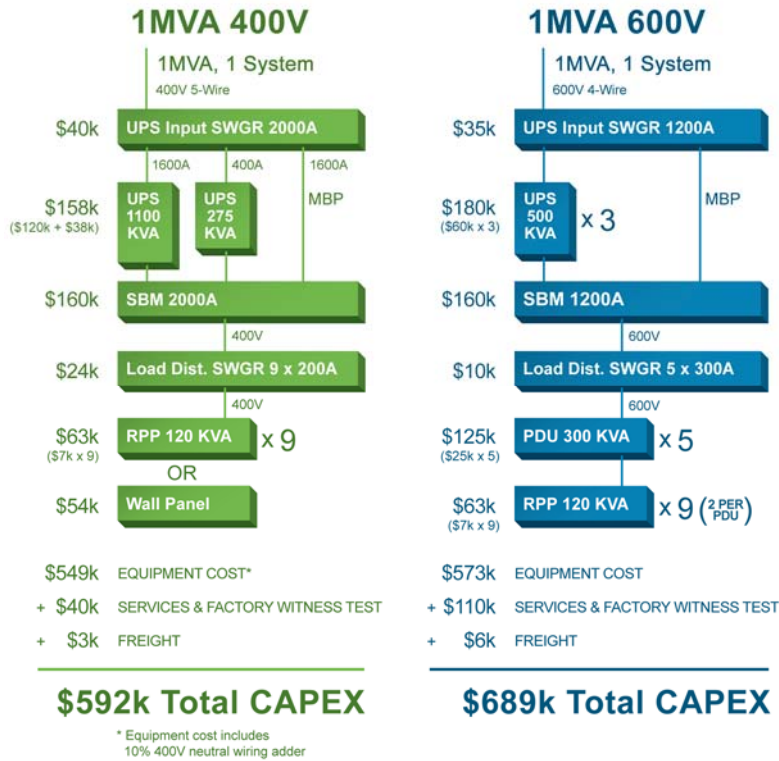 1MVA 400V
1MVA, 1 System
400V 5-Wire
$40k UPS Input SWGR 2000A
1600A 400A 1600A
$158k
($120k + $38k)
UPS
1100
KVA
UPS
275
KVA
MBP
$160k SBM 2000A
400V
$24k Load Dist. SWGR 9 x 200A
400V
$63k RPP 120 KVA x 9
($7k x 9)
OR
$54k Wall Panel
$549k EQUIPMENT COST*
+ $40k SERVICES & FACTORY WITNESS TEST
+ $3k FREIGHT
$592k Total CAPEX
* Equipment cost includes
10% 400V neutral wiring adder
1MVA 600V
1MVA, 1 System
600V 4-Wire
$35k UPS Input SWGR 1200A
$180k
($60k x 3)
UPS
500
KVA
x 3
MBP
$160k SBM 1200A
600V
$10k Load Dist. SWGR 5 x 300A
600V
$125k PDU 300 KVA x 5
($25k x 5)
$63k RPP 120 KVA x 9 (2 PER PDU)
($7k x 9)
$573k EQUIPMENT COST
+ $110k SERVICES & FACTORY WITNESS TEST
+ $6k FREIGHT
$689k Total CAPEX